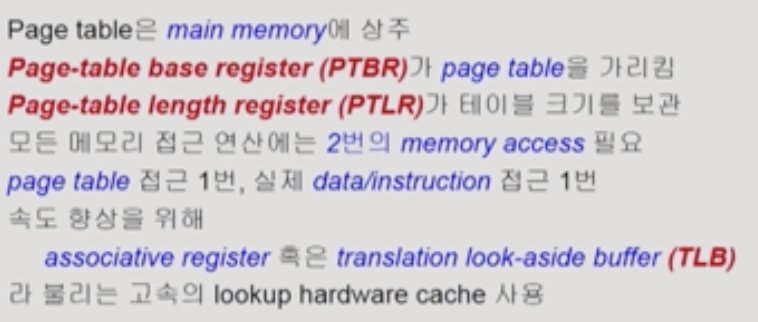 Page table은 main memory에 상주
Page-table base register (PTBR)가 page table을 가리킴
Page-table length register (PTLR)가 테이블 크기를 보관
모든 메모리 접근 연산에는 2번의 memory access 필요
page table 접근 1번, 실제 data/instruction 접근 1번
속도 향상을 위해
associative register 혹은 translation look-aside buffer (TLB)
라 불리는 고속의 lookup hardware cache 사용